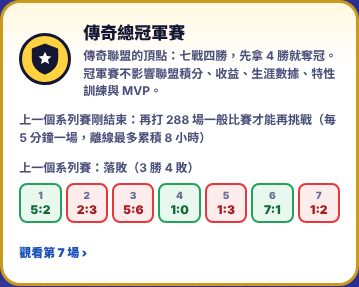 傳奇總冠軍賽
傳奇聯盟的頂點：七戰四勝，先拿 4 勝就奪冠。
冠軍賽不影響聯盟積分、收益、生涯數據、特性
訓練與 MVP。
上一個系列賽剛結束：再打 288 場一般比賽才能再挑戰（每
5 分鐘一場，離線最多累積 8 小時）
上一個系列賽：落敗（3 勝 4 敗）
1 2 3 4 5 6 7
5:2 2:3 5:6 1:0 1:3 7:1 1:2
觀看第 7 場 ›